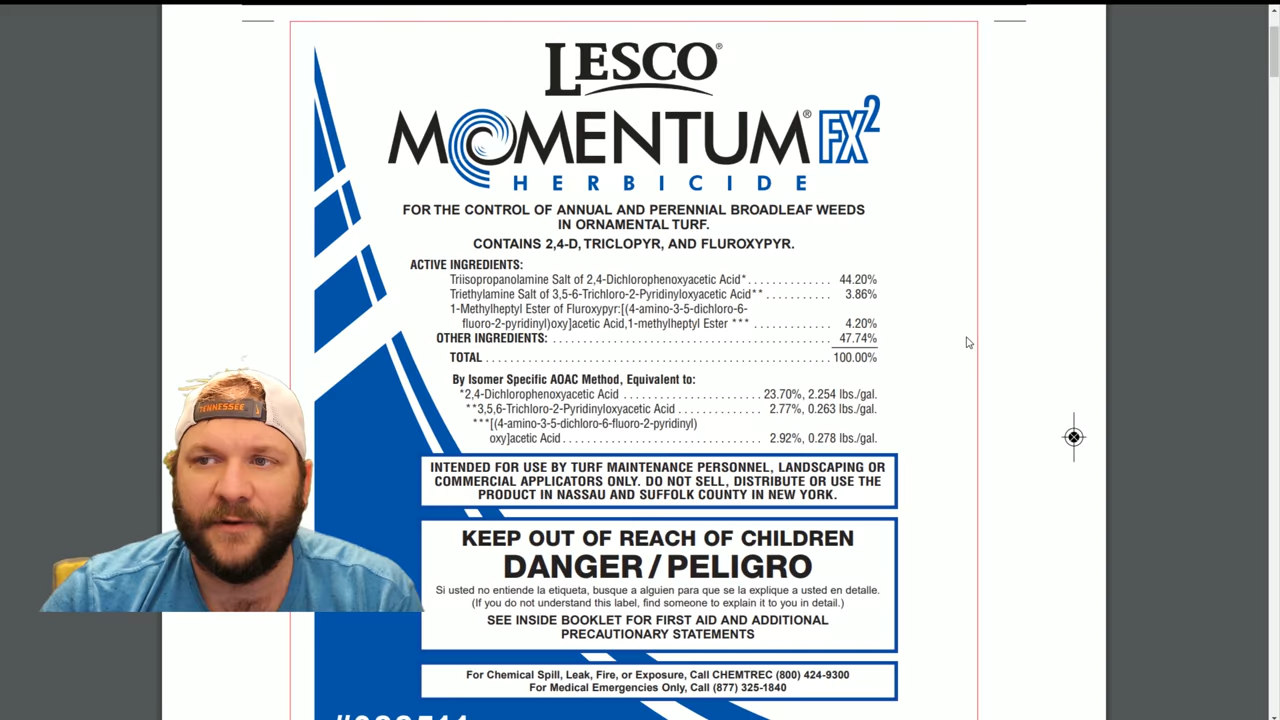 LESCO®
MOMENTUM® FX²
HERBICIDE
FOR THE CONTROL OF ANNUAL AND PERENNIAL BROADLEAF WEEDS
IN ORNAMENTAL TURF.
CONTAINS 2,4-D, TRICLOPYR, AND FLUROXYPYR.
ACTIVE INGREDIENTS:
Triisopropanolamine Salt of 2,4-Dichlorophenoxyacetic Acid* . . . . . . . . . . . . . . 44.20%
Triethylamine Salt of 3,5-6-Trichloro-2-Pyridinyloxyacetic Acid** . . . . . . . . . . . 3.86%
1-Methylheptyl Ester of Fluroxypyr:[(4-amino-3-5-dichloro-6-
fluoro-2-pyridinyl)oxy]acetic Acid,1-methylheptyl Ester *** . . . . . . . . . . . . . 4.20%
OTHER INGREDIENTS: . . . . . . . . . . . . . . . . . . . . . . . . . . . . . . . . . . . . . . . . . . . . . . . 47.74%
TOTAL . . . . . . . . . . . . . . . . . . . . . . . . . . . . . . . . . . . . . . . . . . . . . . . . . . . . . . . . . . . 100.00%
By Isomer Specific AOAC Method, Equivalent to:
*2,4-Dichlorophenoxyacetic Acid . . . . . . . . . . . . . . . . . . . . . . . 23.70%, 2.254 lbs./gal.
**3,5,6-Trichloro-2-Pyridinyloxyacetic Acid . . . . . . . . . . . . . . 2.77%, 0.263 lbs./gal.
***[(4-amino-3-5-dichloro-6-fluoro-2-pyridinyl)
oxy]acetic Acid . . . . . . . . . . . . . . . . . . . . . . . . . . . . . . . . . 2.92%, 0.278 lbs./gal.
INTENDED FOR USE BY TURF MAINTENANCE PERSONNEL, LANDSCAPING OR
COMMERCIAL APPLICATORS ONLY. DO NOT SELL, DISTRIBUTE OR USE THE
PRODUCT IN NASSAU AND SUFFOLK COUNTY IN NEW YORK.
KEEP OUT OF REACH OF CHILDREN
DANGER / PELIGRO
Si usted no entiende la etiqueta, busque a alguien para que se la explique a usted en detalle.
(If you do not understand this label, find someone to explain it to you in detail.)
SEE INSIDE BOOKLET FOR FIRST AID AND ADDITIONAL
PRECAUTIONARY STATEMENTS
For Chemical Spill, Leak, Fire, or Exposure, Call CHEMTREC (800) 424-9300
For Medical Emergencies Only, Call (877) 325-1840
TENNESSEE